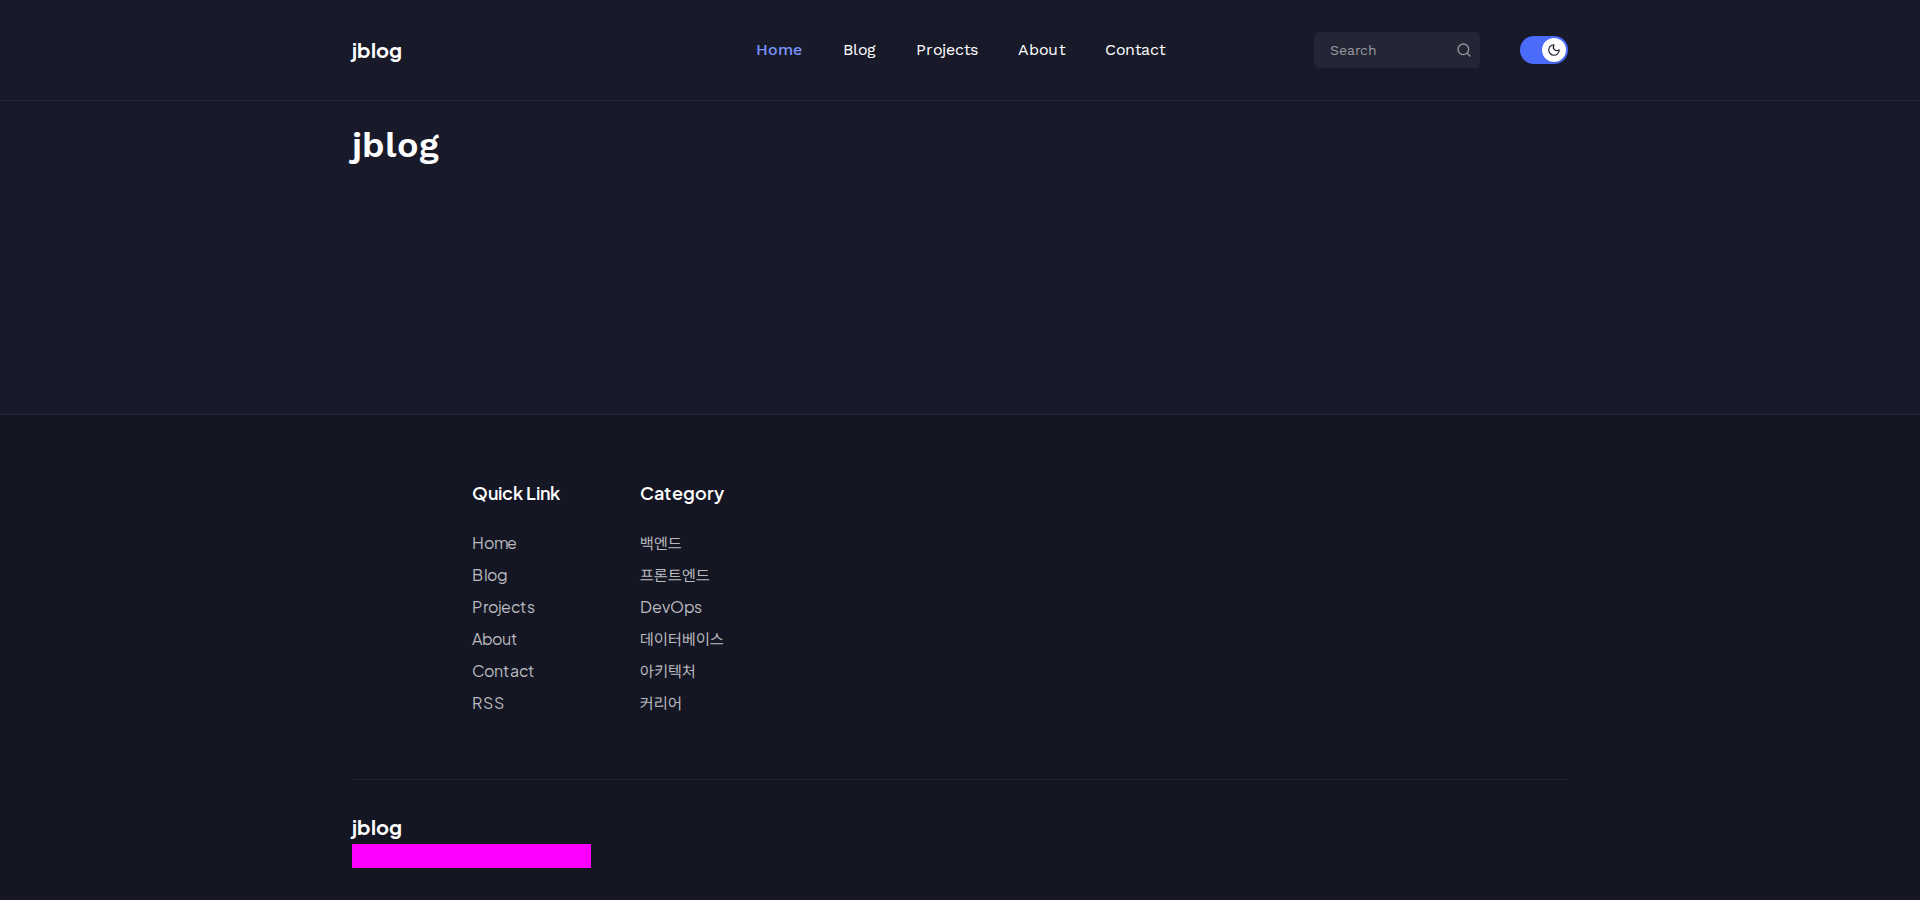 jblog
Home Blog Projects About Contact Search
jblog
Quick Link
Home
Blog
Projects
About
Contact
RSS
Category
백엔드
프론트엔드
DevOps
데이터베이스
아키텍처
커리어
jblog